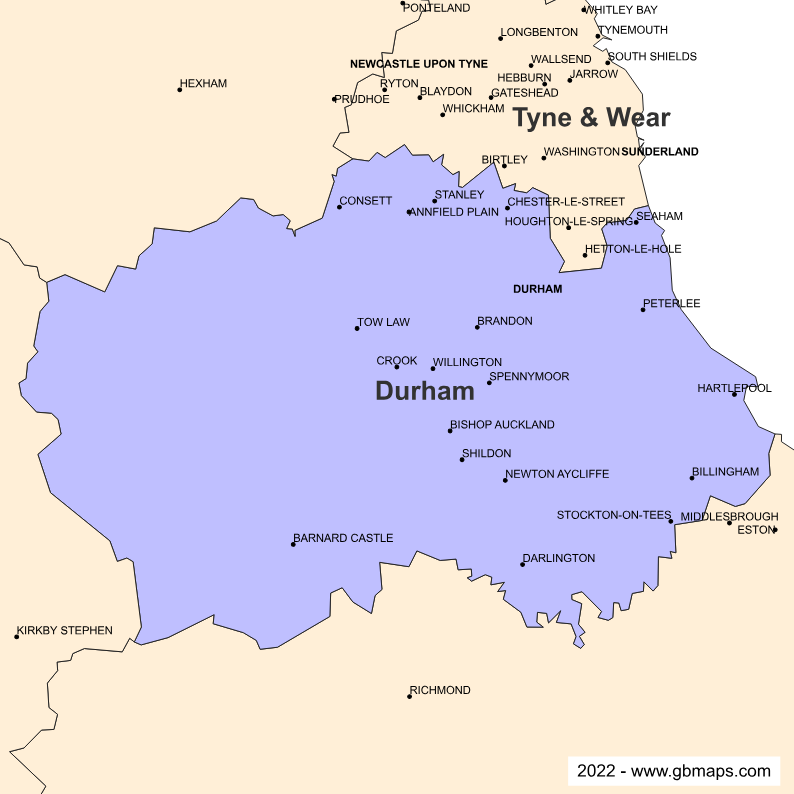 PONTELAND
WHITLEY BAY
LONGBENTON
TYNEMOUTH
NEWCASTLE UPON TYNE
WALLSEND
SOUTH SHIELDS
HEXHAM
RYTON
HEBBURN
JARROW
PRUDHOE
BLAYDON
GATESHEAD
WHICKHAM
Tyne & Wear
BIRTLEY
WASHINGTON
SUNDERLAND
CONSETT
STANLEY
CHESTER-LE-STREET
ANNFIELD PLAIN
HOUGHTON-LE-SPRING
SEAHAM
HETTON-LE-HOLE
DURHAM
PETERLEE
TOW LAW
BRANDON
CROOK
WILLINGTON
SPENNYMOOR
Durham
HARTLEPOOL
BISHOP AUCKLAND
SHILDON
NEWTON AYCLIFFE
BILLINGHAM
STOCKTON-ON-TEES
MIDDLESBROUGH
ESTON
BARNARD CASTLE
DARLINGTON
KIRKBY STEPHEN
RICHMOND
2022 - www.gbmaps.com